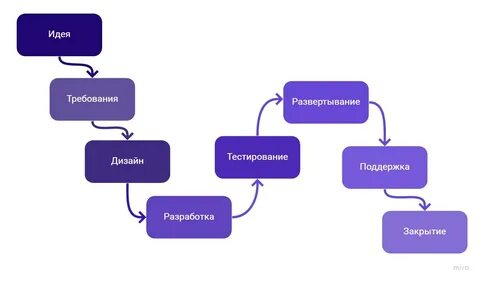 Идея
Требования
Дизайн
Разработка
Тестирование
Развертывание
Поддержка
Закрытие
miro